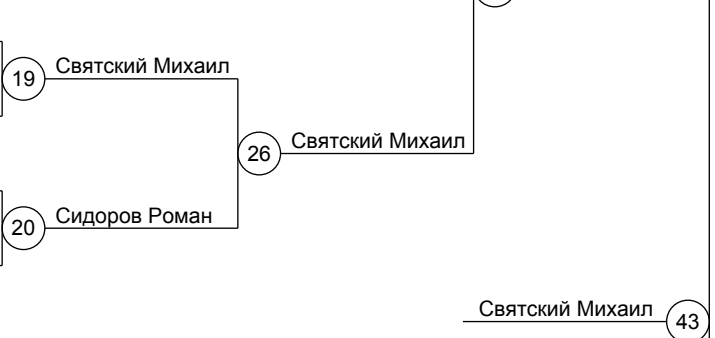 19 Святский Михаил
26 Святский Михаил
20 Сидоров Роман
Святский Михаил 43